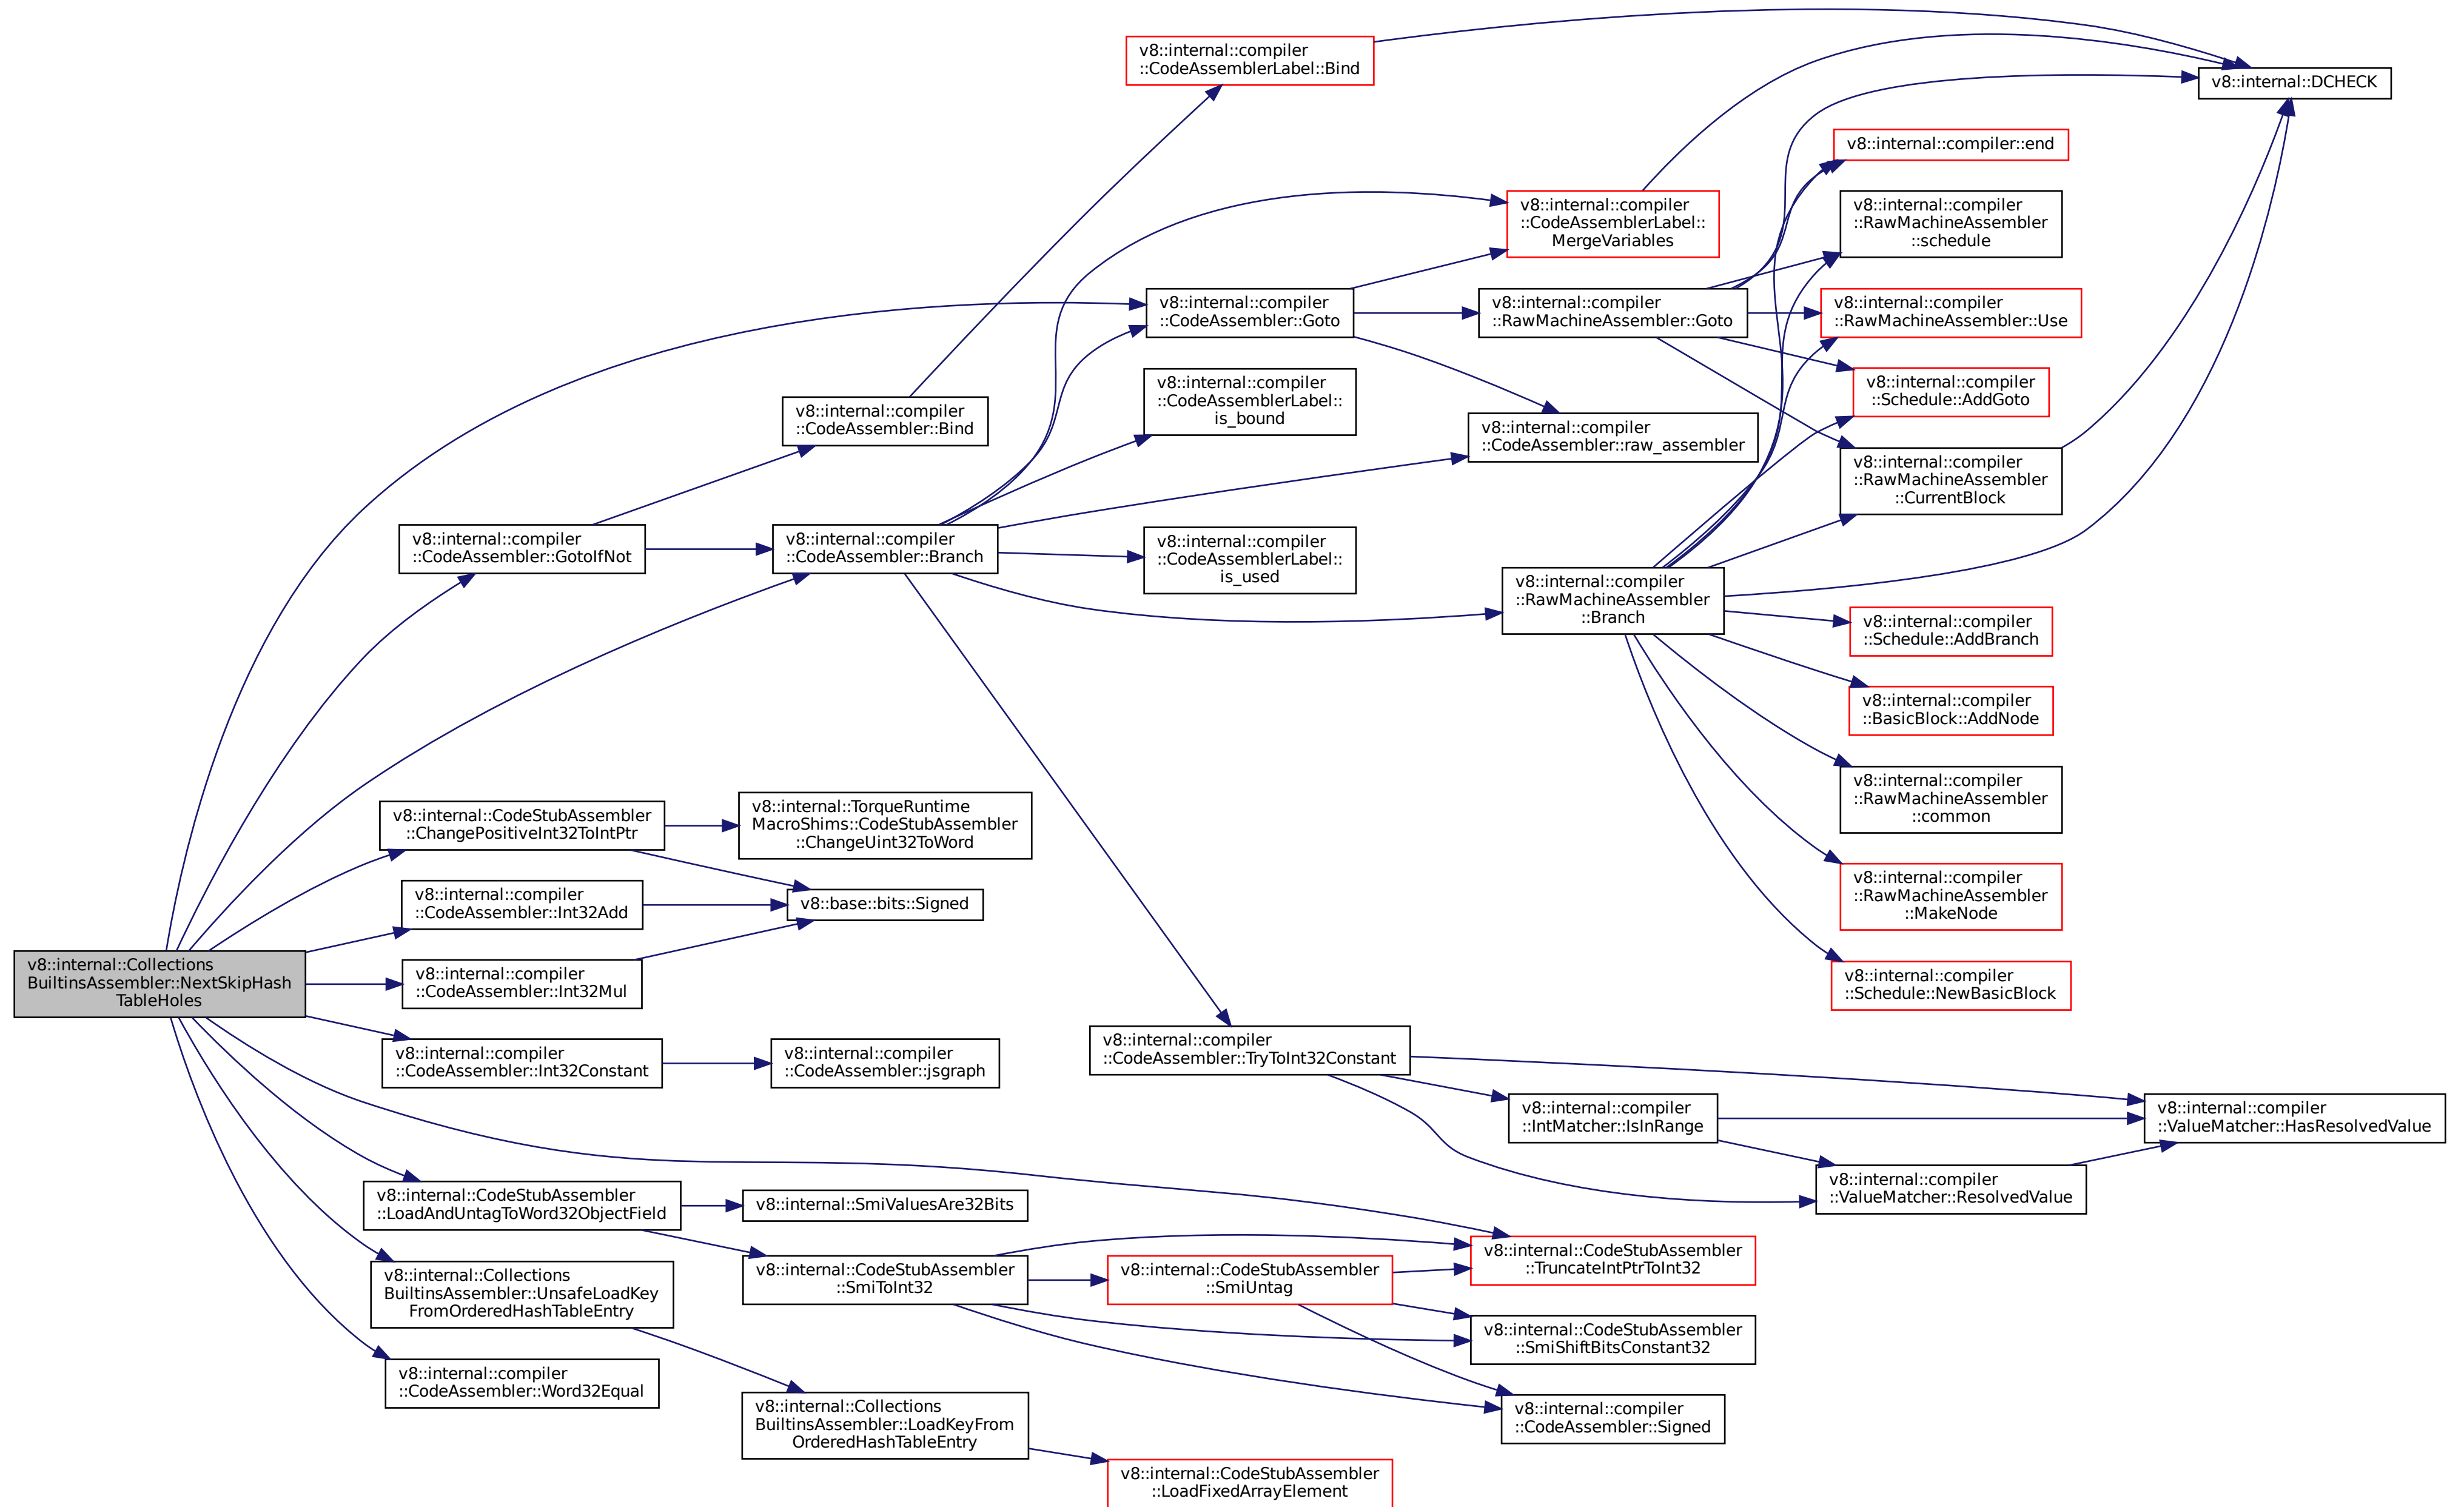 v8::internal::compiler
::CodeAssemblerLabel::Bind
v8::internal::DCHECK
v8::internal::compiler::end
v8::internal::compiler
::CodeAssemblerLabel::
MergeVariables
v8::internal::compiler
::RawMachineAssembler
::schedule
v8::internal::compiler
::CodeAssembler::Goto
v8::internal::compiler
::RawMachineAssembler::Goto
v8::internal::compiler
::RawMachineAssembler::Use
v8::internal::compiler
::CodeAssembler::Bind
v8::internal::compiler
::CodeAssemblerLabel::
is_bound
v8::internal::compiler
::CodeAssembler::raw_assembler
v8::internal::compiler
::Schedule::AddGoto
v8::internal::compiler
::RawMachineAssembler
::CurrentBlock
v8::internal::compiler
::CodeAssembler::GotoIfNot
v8::internal::compiler
::CodeAssembler::Branch
v8::internal::compiler
::CodeAssemblerLabel::
is_used
v8::internal::compiler
::RawMachineAssembler
::Branch
v8::internal::compiler
::Schedule::AddBranch
v8::internal::compiler
::BasicBlock::AddNode
v8::internal::compiler
::RawMachineAssembler
::common
v8::internal::compiler
::RawMachineAssembler
::MakeNode
v8::internal::compiler
::Schedule::NewBasicBlock
v8::internal::CodeStubAssembler
::ChangePositiveInt32ToIntPtr
v8::internal::TorqueRuntime
MacroShims::CodeStubAssembler
::ChangeUint32ToWord
v8::internal::compiler
::CodeAssembler::Int32Add
v8::base::bits::Signed
v8::internal::Collections
BuiltinsAssembler::NextSkipHash
TableHoles
v8::internal::compiler
::CodeAssembler::Int32Mul
v8::internal::compiler
::CodeAssembler::Int32Constant
v8::internal::compiler
::CodeAssembler::jsgraph
v8::internal::compiler
::CodeAssembler::TryToInt32Constant
v8::internal::compiler
::IntMatcher::IsInRange
v8::internal::compiler
::ValueMatcher::HasResolvedValue
v8::internal::compiler
::ValueMatcher::ResolvedValue
v8::internal::CodeStubAssembler
::LoadAndUntagToWord32ObjectField
v8::internal::SmiValuesAre32Bits
v8::internal::CodeStubAssembler
::SmiToInt32
v8::internal::CodeStubAssembler
::SmiUntag
v8::internal::CodeStubAssembler
::TruncateIntPtrToInt32
v8::internal::CodeStubAssembler
::SmiShiftBitsConstant32
v8::internal::compiler
::CodeAssembler::Signed
v8::internal::Collections
BuiltinsAssembler::UnsafeLoadKey
FromOrderedHashTableEntry
v8::internal::compiler
::CodeAssembler::Word32Equal
v8::internal::Collections
BuiltinsAssembler::LoadKeyFrom
OrderedHashTableEntry
v8::internal::CodeStubAssembler
::LoadFixedArrayElement